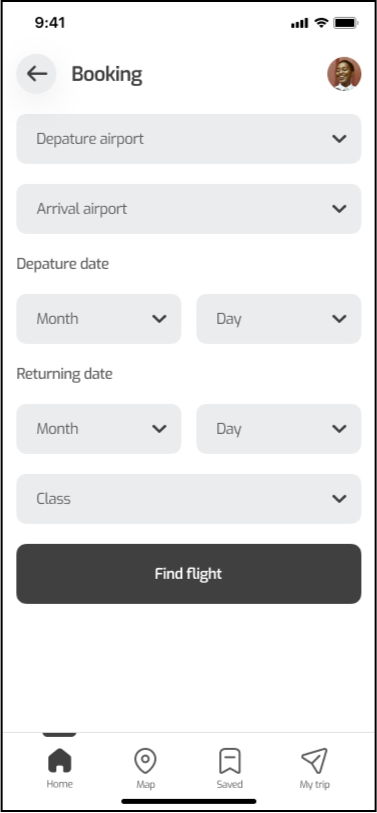 9:41
Booking
Depature airport
Arrival airport
Depature date
Month Day
Returning date
Month Day
Class
Find flight
Home Map Saved My trip